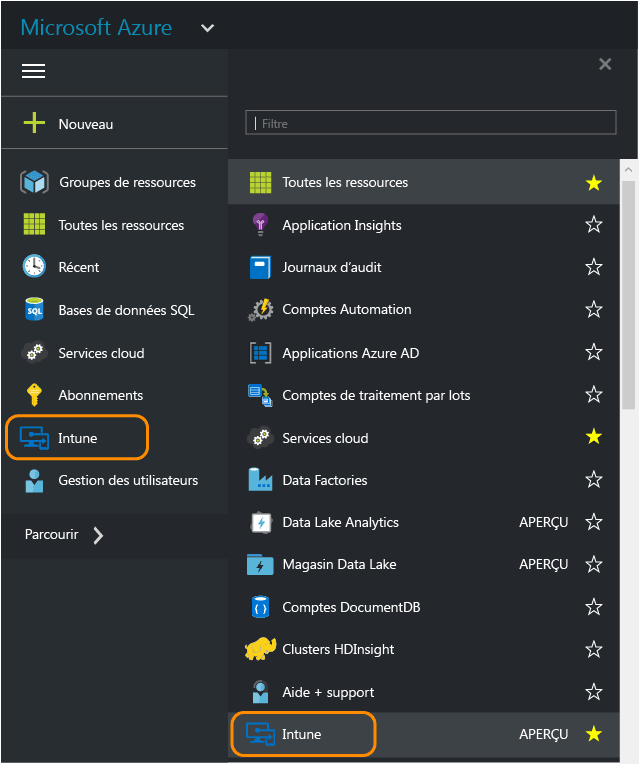 Microsoft Azure
Nouveau
Groupes de ressources
Toutes les ressources
Récent
Bases de données SQL
Services cloud
Abonnements
Intune
Gestion des utilisateurs
Parcourir
Filtre
Toutes les ressources
Application Insights
Journaux d'audit
Comptes Automation
Applications Azure AD
Comptes de traitement par lots
Services cloud
Data Factories
Data Lake Analytics APERÇU
Magasin Data Lake APERÇU
Comptes DocumentDB
Clusters HDInsight
Aide + support
Intune APERÇU